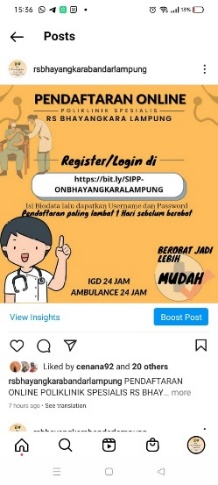 15:36
Posts
rsbhayangkarabandarlampung
PENDAFTARAN ONLINE
POLIKLINIK SPESIALIS
RS BHAYANGKARA LAMPUNG
Register/Login di
https://bit.ly/SIPP-
ONBHAYANGKARALAMPUNG
Isi Biodata lalu dapatkan Username dan Password
Pendaftaran paling lambat 1 Hari sebelum berobat
BEROBAT JADI
LEBIH
MUDAH
IGD 24 JAM
AMBULANCE 24 JAM
View Insights
Boost Post
Liked by cenana92 and 20 others
rsbhayangkarabandarlampung PENDAFTARAN
ONLINE POLIKLINIK SPESIALIS RS BHAY... more
7 hours ago · See translation